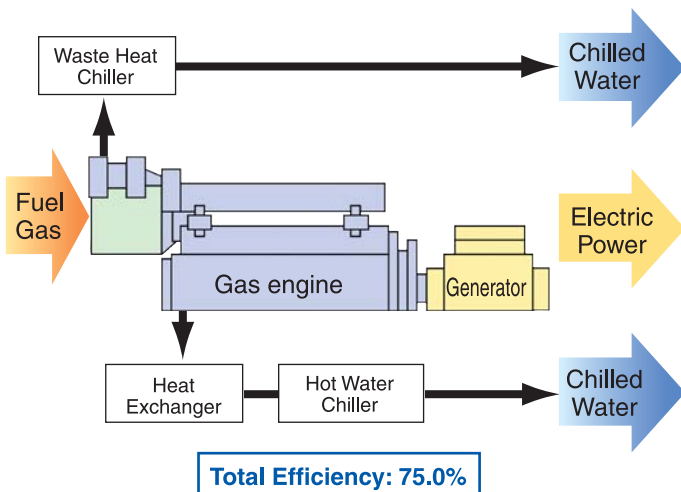 Waste Heat
Chiller
Chilled
Water
Fuel
Gas
Electric
Power
Gas engine
Generator
Heat
Exchanger
Hot Water
Chiller
Chilled
Water
Total Efficiency: 75.0%